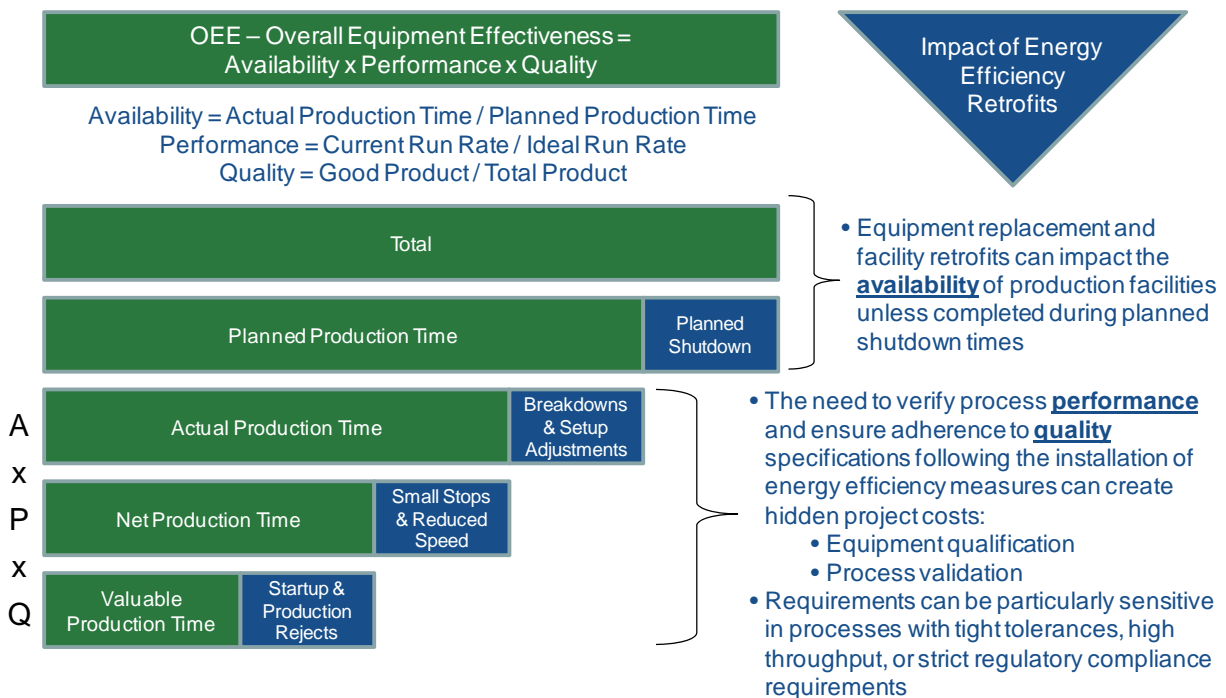 OEE – Overall Equipment Effectiveness =
Availability x Performance x Quality
Impact of Energy
Efficiency
Retrofits
Availability = Actual Production Time / Planned Production Time
Performance = Current Run Rate / Ideal Run Rate
Quality = Good Product / Total Product
Total
• Equipment replacement and
facility retrofits can impact the
availability of production facilities
unless completed during planned
shutdown times
Planned Production Time
Planned
Shutdown
A
x
P
x
Q
Actual Production Time
Breakdowns
& Setup
Adjustments
Net Production Time
Small Stops
& Reduced
Speed
Valuable
Production Time
Startup &
Production
Rejects
• The need to verify process performance
and ensure adherence to quality
specifications following the installation of
energy efficiency measures can create
hidden project costs:
• Equipment qualification
• Process validation
• Requirements can be particularly sensitive
in processes with tight tolerances, high
throughput, or strict regulatory compliance
requirements